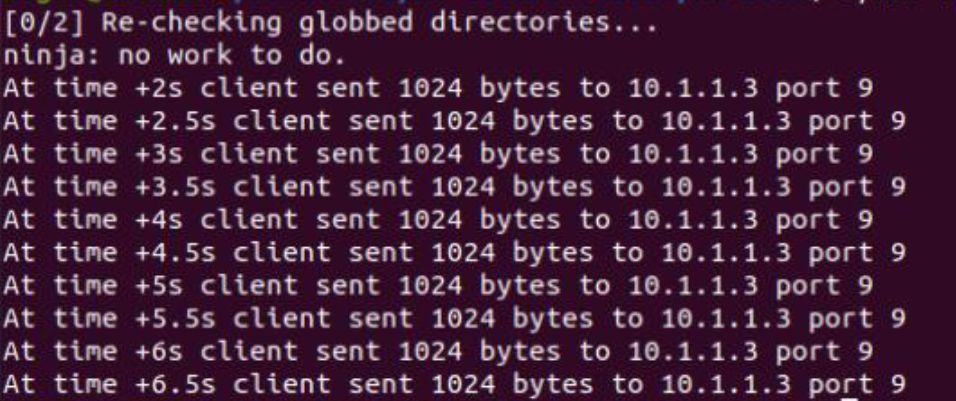 [0/2] Re-checking globbed directories...
ninja: no work to do.
At time +2s client sent 1024 bytes to 10.1.1.3 port 9
At time +2.5s client sent 1024 bytes to 10.1.1.3 port 9
At time +3s client sent 1024 bytes to 10.1.1.3 port 9
At time +3.5s client sent 1024 bytes to 10.1.1.3 port 9
At time +4s client sent 1024 bytes to 10.1.1.3 port 9
At time +4.5s client sent 1024 bytes to 10.1.1.3 port 9
At time +5s client sent 1024 bytes to 10.1.1.3 port 9
At time +5.5s client sent 1024 bytes to 10.1.1.3 port 9
At time +6s client sent 1024 bytes to 10.1.1.3 port 9
At time +6.5s client sent 1024 bytes to 10.1.1.3 port 9